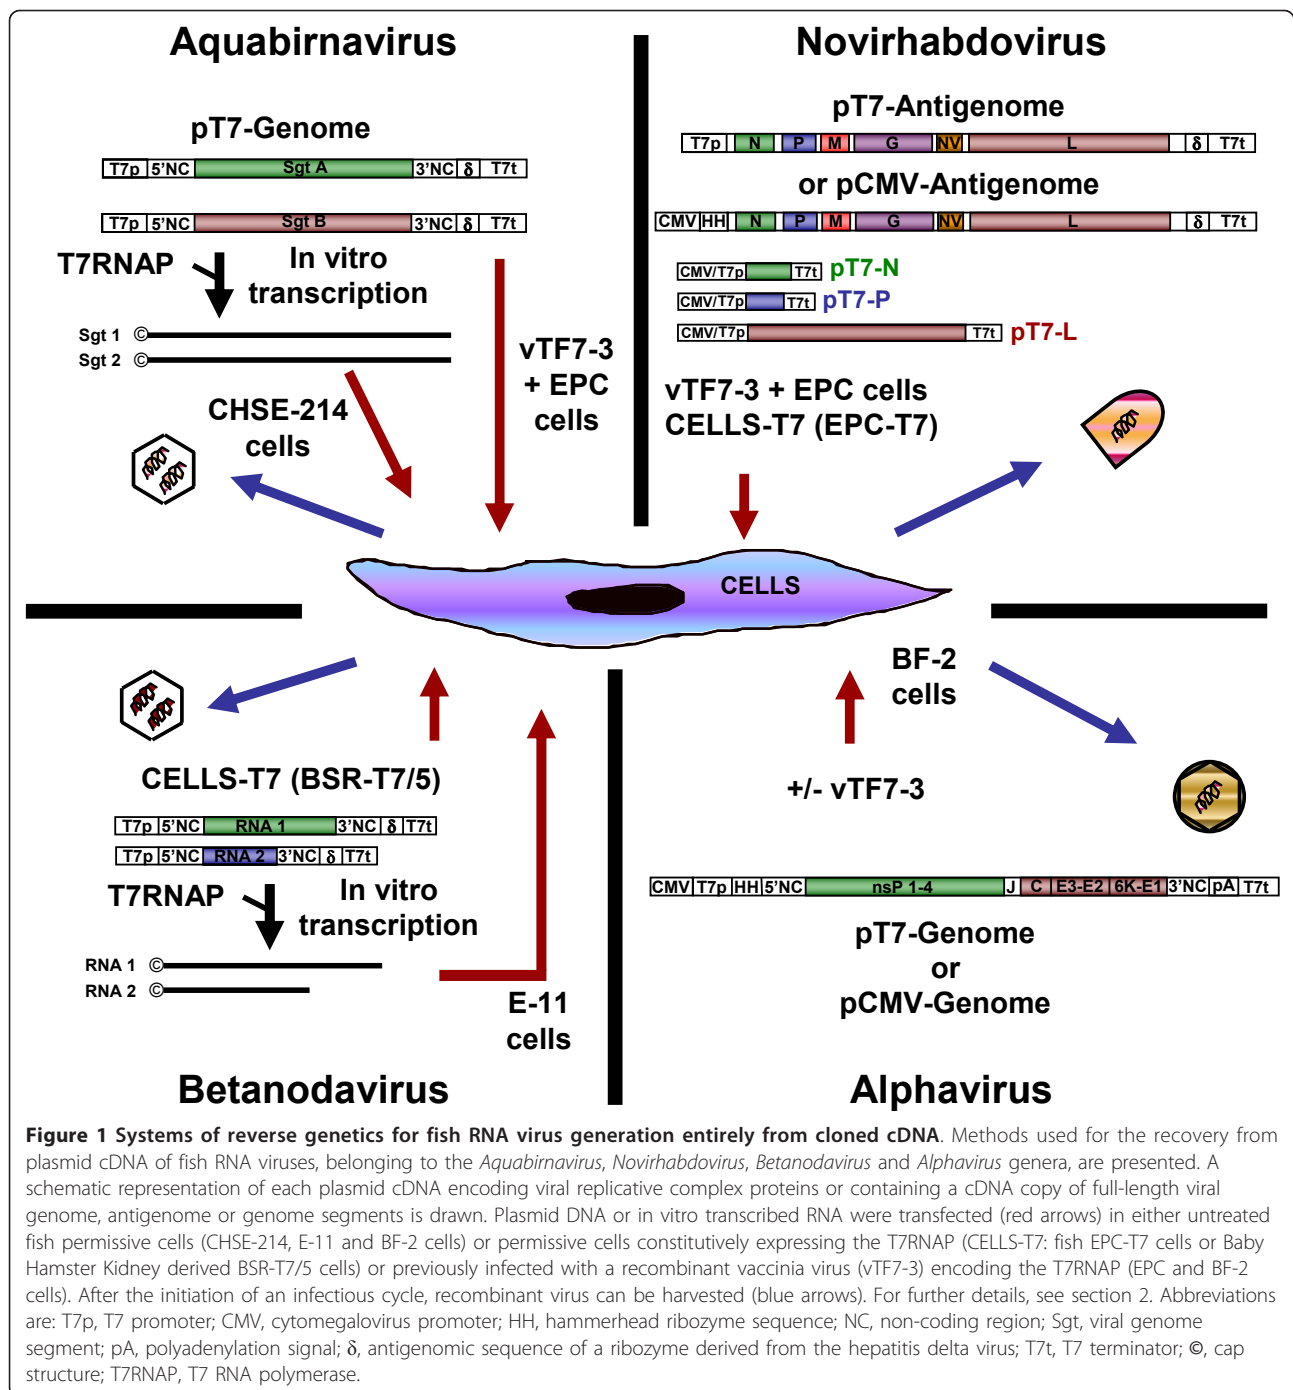 Aquabirnavirus
pT7-Genome
T7p 5'NC Sgt A 3'NC δ T7t
T7p 5'NC Sgt B 3'NC δ T7t
T7RNAP
In vitro
transcription
Sgt 1 ©
Sgt 2 ©
CHSE-214
cells
vTF7-3
+ EPC
cells
Novirhabdovirus
pT7-Antigenome
T7p N P M G NV L δ T7t
or pCMV-Antigenome
CMV HH N P M G NV L δ T7t
CMV/T7p T7t pT7-N
CMV/T7p T7t pT7-P
CMV/T7p T7t pT7-L
vTF7-3 + EPC cells
CELLS-T7 (EPC-T7)
CELLS
CELLS-T7 (BSR-T7/5)
T7p 5'NC RNA 1 3'NC δ T7t
T7p 5'NC RNA 2 3'NC δ T7t
T7RNAP
In vitro
transcription
RNA 1 ©
RNA 2 ©
E-11
cells
Betanodavirus
BF-2
cells
+/- vTF7-3
CMV T7p HH 5'NC nsP 1-4 J C E3-E2 6K-E1 3'NC pA T7t
pT7-Genome
or
pCMV-Genome
Alphavirus
Figure 1 Systems of reverse genetics for fish RNA virus generation entirely from cloned cDNA. Methods used for the recovery from
plasmid cDNA of fish RNA viruses, belonging to the Aquabirnavirus, Novirhabdovirus, Betanodavirus and Alphavirus genera, are presented. A
schematic representation of each plasmid cDNA encoding viral replicative complex proteins or containing a cDNA copy of full-length viral
genome, antigenome or genome segments is drawn. Plasmid DNA or in vitro transcribed RNA were transfected (red arrows) in either untreated
fish permissive cells (CHSE-214, E-11 and BF-2 cells) or permissive cells constitutively expressing the T7RNAP (CELLS-T7: fish EPC-T7 cells or Baby
Hamster Kidney derived BSR-T7/5 cells) or previously infected with a recombinant vaccinia virus (vTF7-3) encoding the T7RNAP (EPC and BF-2
cells). After the initiation of an infectious cycle, recombinant virus can be harvested (blue arrows). For further details, see section 2. Abbreviations
are: T7p, T7 promoter; CMV, cytomegalovirus promoter; HH, hammerhead ribozyme sequence; NC, non-coding region; Sgt, viral genome
segment; pA, polyadenylation signal; δ, antigenomic sequence of a ribozyme derived from the hepatitis delta virus; T7t, T7 terminator; ©, cap
structure; T7RNAP, T7 RNA polymerase.